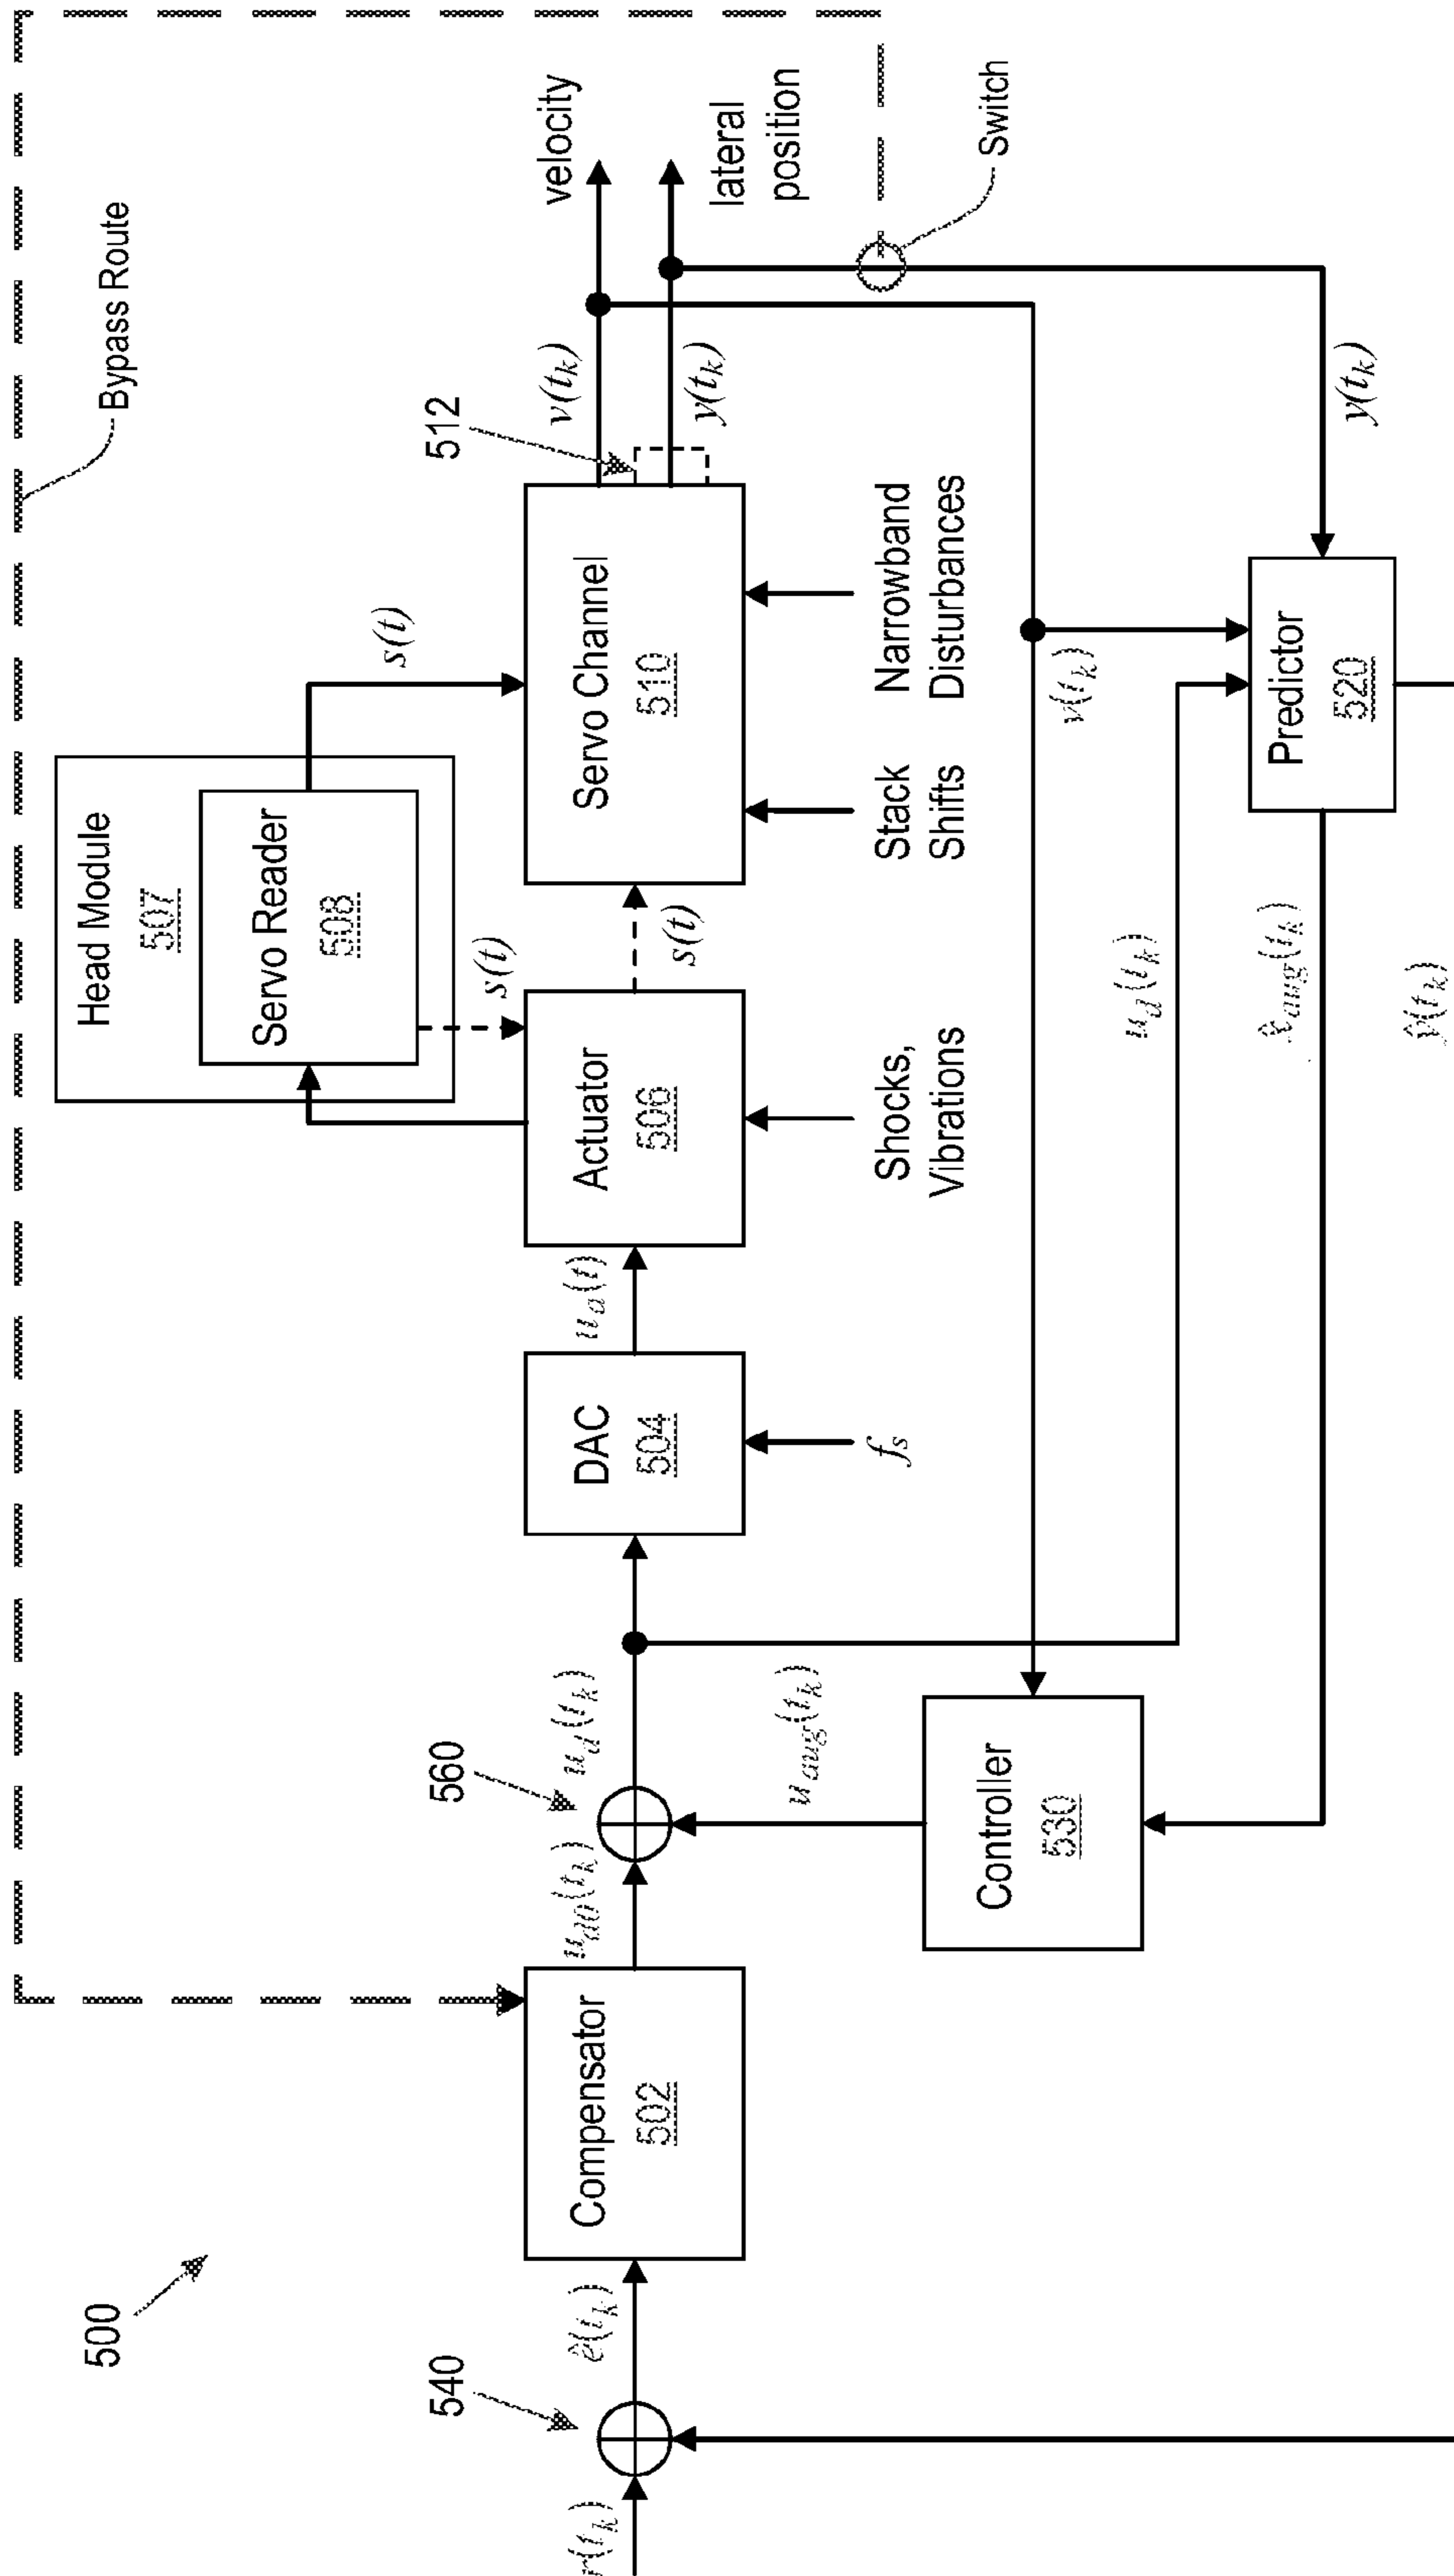 Bypass Route
500
Head Module
507
Servo Reader
508
s(t)
s(t)
540
r(t_k)
ê(t_k)
Compensator
502
u_d0(t_k)
560
u_d(t_k)
DAC
504
f_s
u_a(t)
Actuator
506
Shocks,
Vibrations
s(t)
Servo Channel
510
Stack
Shifts
Narrowband
Disturbances
512
v(t_k)
y(t_k)
velocity
lateral
position
Switch
Controller
530
u_aug(t_k)
v(t_k)
u_d(t_k)
x̂_aug(t_k)
ŷ(t_k)
Predictor
520
y(t_k)